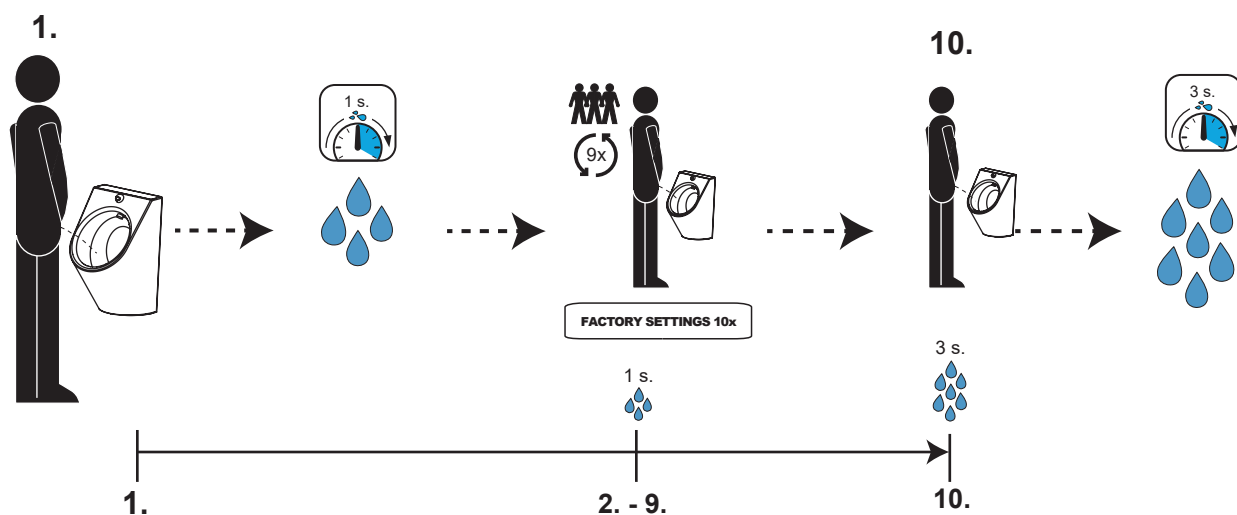 1.
10.
1 s.
9x
3 s.
FACTORY SETTINGS 10x
1 s.
3 s.
1.
2. - 9.
10.